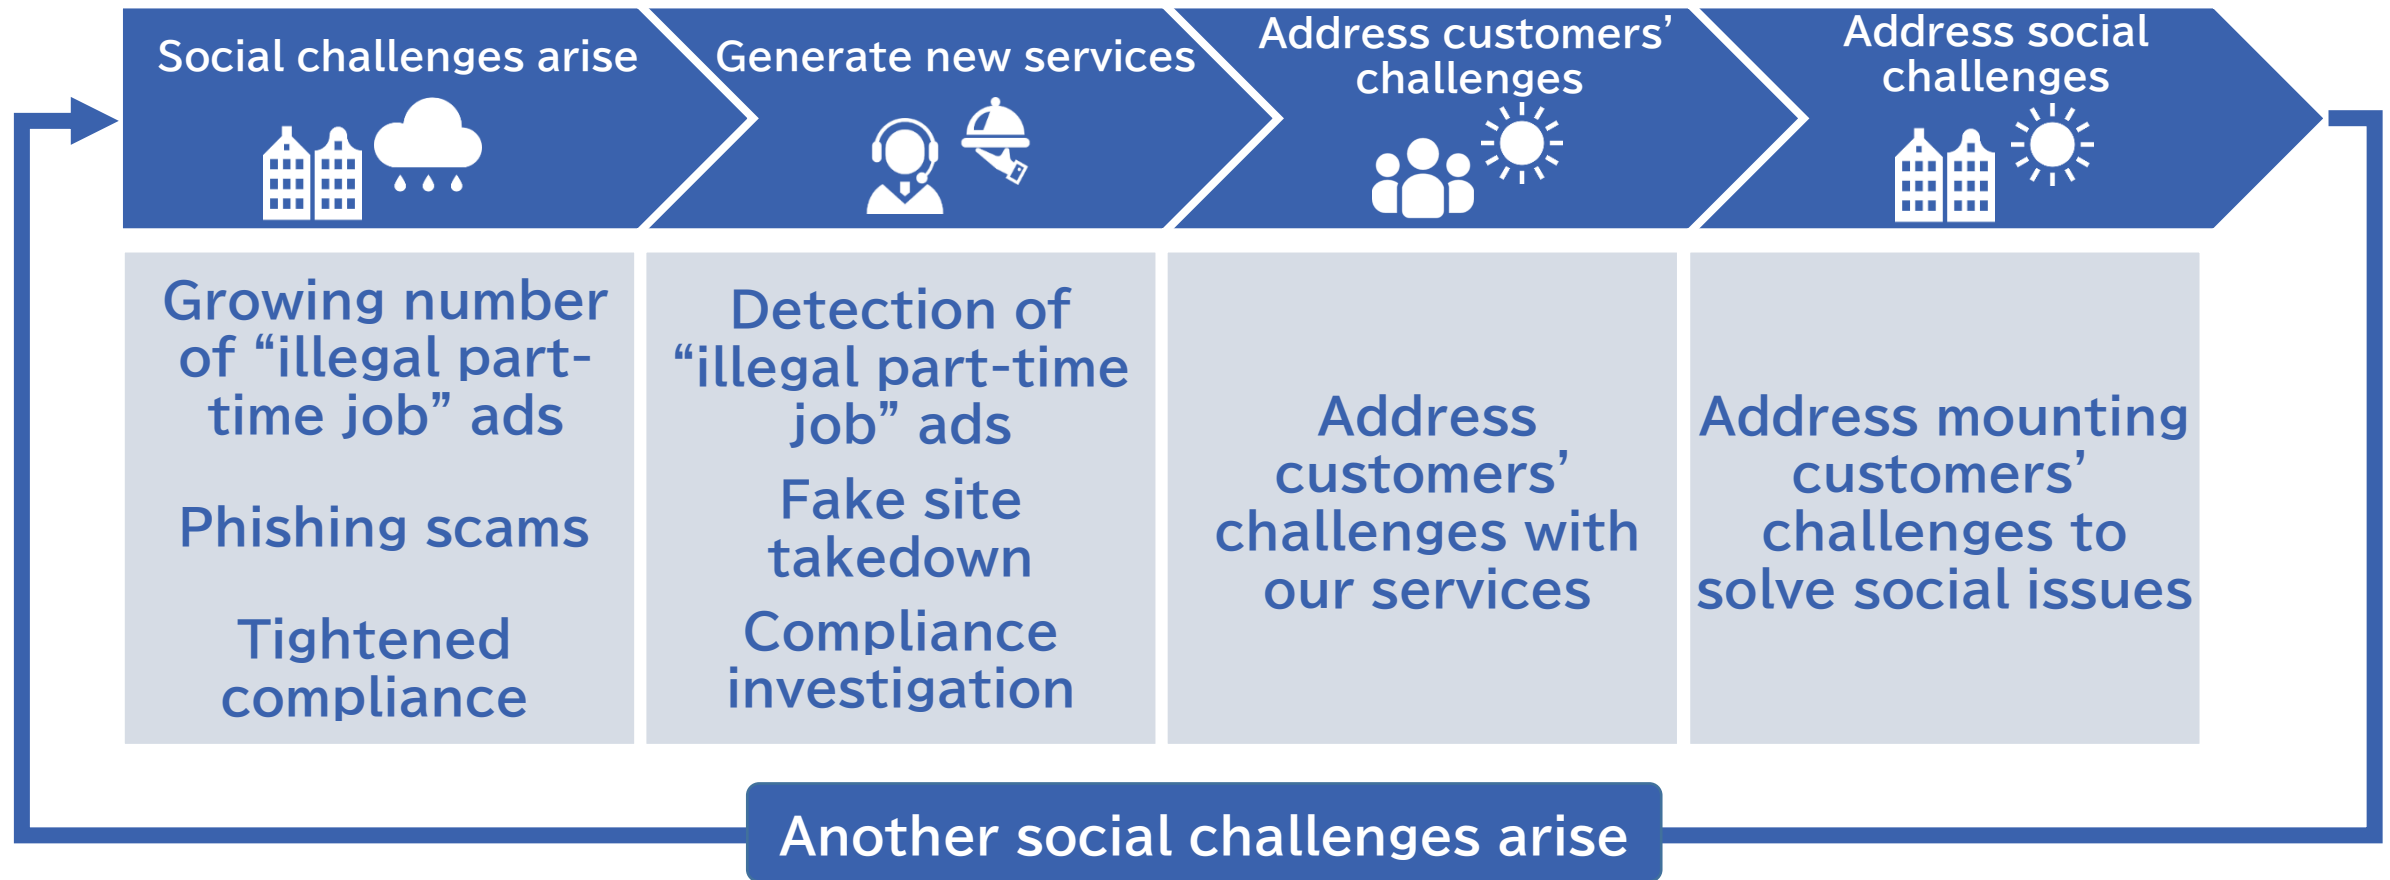 Social challenges arise
Generate new services
Address customers’
challenges
Address social
challenges
Growing number
of “illegal part-
time job” ads
Phishing scams
Tightened
compliance
Detection of
“illegal part-time
job” ads
Fake site
takedown
Compliance
investigation
Address
customers’
challenges with
our services
Address mounting
customers’
challenges to
solve social issues
Another social challenges arise